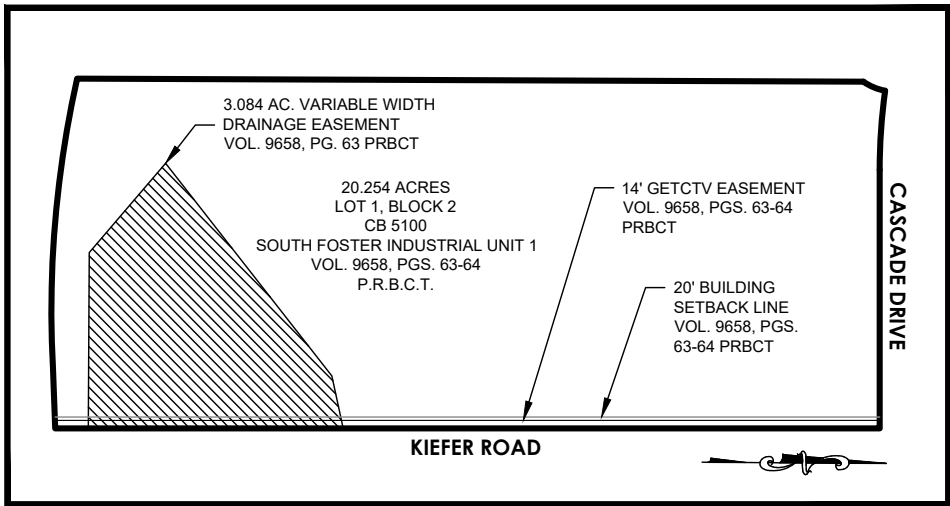 3.084 AC. VARIABLE WIDTH
DRAINAGE EASEMENT
VOL. 9658, PG. 63 PRBCT
20.254 ACRES
LOT 1, BLOCK 2
CB 5100
SOUTH FOSTER INDUSTRIAL UNIT 1
VOL. 9658, PGS. 63-64
P.R.B.C.T.
14' GETCTV EASEMENT
VOL. 9658, PGS. 63-64
PRBCT
20' BUILDING
SETBACK LINE
VOL. 9658, PGS.
63-64 PRBCT
CASCADE DRIVE
KIEFER ROAD